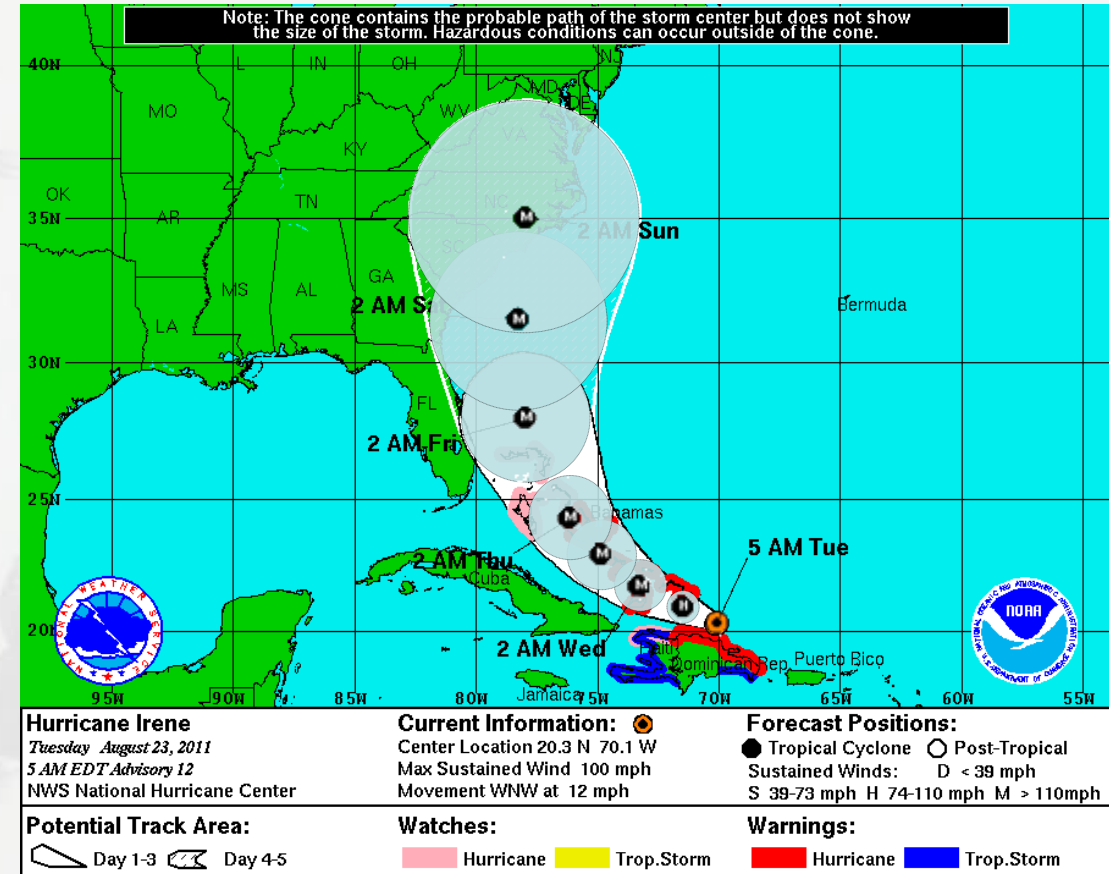 Note: The cone contains the probable path of the storm center but does not show
the size of the storm. Hazardous conditions can occur outside of the cone.
40N
IN
OH
NJ
MO
WV
MD
DE
VA
KY
OK
TN
NC
AR
35N
2 AM Sun
SC
GA
MS
AL
2 AM Sat
Bermuda
LA
30N
FL
2 AM Fri
25N
Bahamas
2 AM Thu
Cuba
5 AM Tue
NATIONAL WEATHER SERVICE
NOAA
20N
2 AM Wed
Haiti
Dominican Rep
Puerto Rico
Jamaica
95W 90W 85W 80W 75W 70W 65W 60W 55W
Hurricane Irene
Tuesday August 23, 2011
5 AM EDT Advisory 12
NWS National Hurricane Center
Current Information:
Center Location 20.3 N 70.1 W
Max Sustained Wind 100 mph
Movement WNW at 12 mph
Forecast Positions:
Tropical Cyclone Post-Tropical
Sustained Winds: D < 39 mph
S 39-73 mph H 74-110 mph M > 110mph
Potential Track Area:
Day 1-3 Day 4-5
Watches:
Hurricane Trop.Storm
Warnings:
Hurricane Trop.Storm